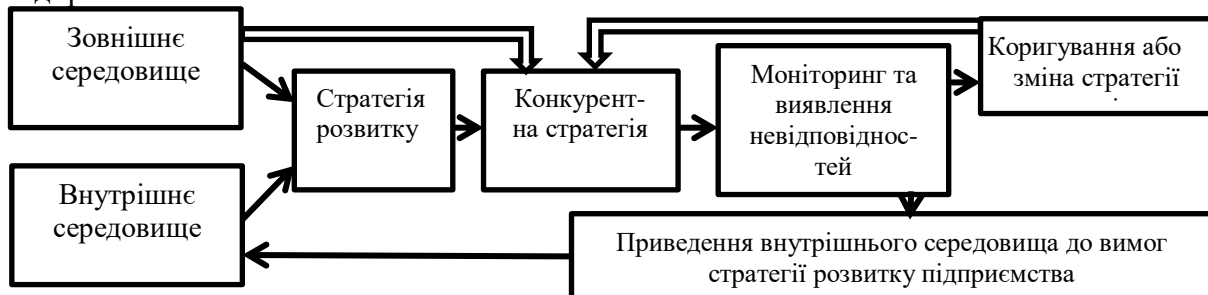 Зовнішнє
середовище
Внутрішнє
середовище
Стратегія
розвитку
Конкурент-
на стратегія
Моніторинг та
виявлення
невідповіднос-
тей
Коригування або
зміна стратегії
Приведення внутрішнього середовища до вимог
стратегії розвитку підприємства